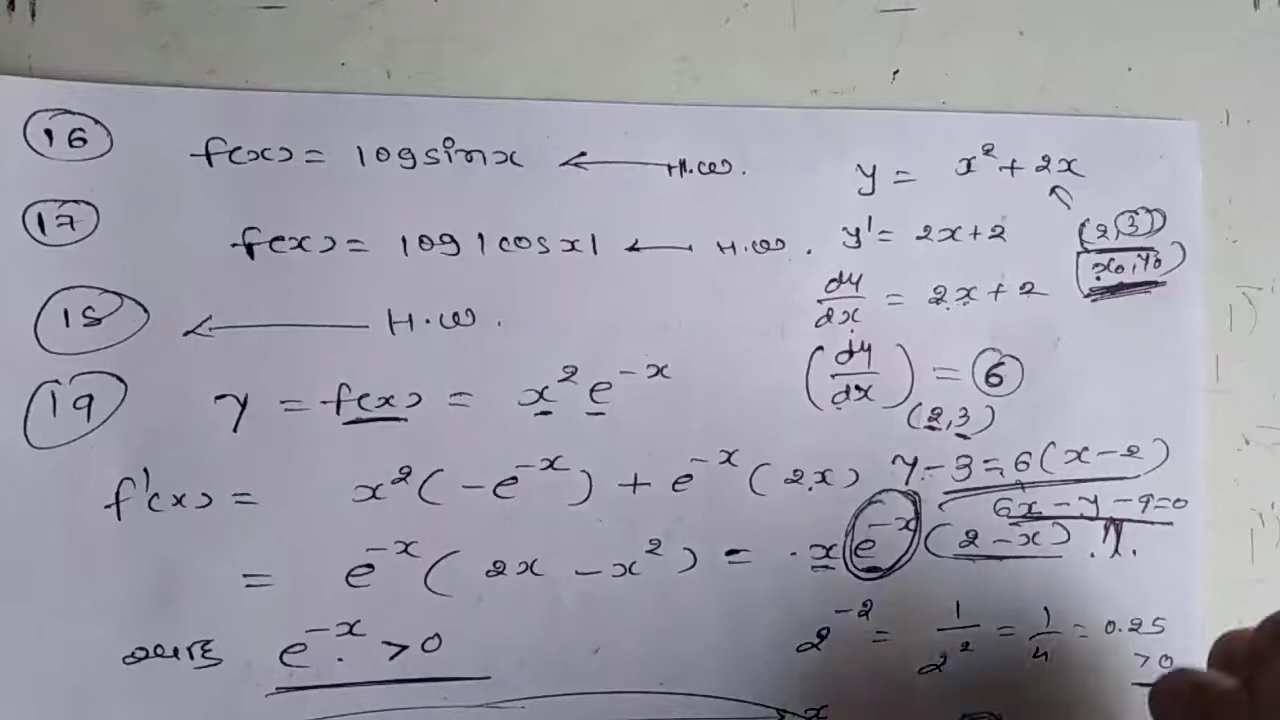 16 f(x) = log sin x ← H.W.
17 f(x) = log |cos x| ← H.W.
18 ← H.W.
19 y = f(x) = x² e^-x
f'(x) = x² (-e^-x) + e^-x (2x)
= e^-x ( 2x - x² ) = x e^-x (2 - x)
e^-x > 0
y = x² + 2x
y' = 2x + 2 (2,3)
dy/dx = 2x + 2 (x₀, y₀)
(dy/dx)(2,3) = 6
y - 3 = 6 (x - 2)
6x - y - 9 = 0
2^-2 = 1/2² = 1/4 = 0.25
> 0
x